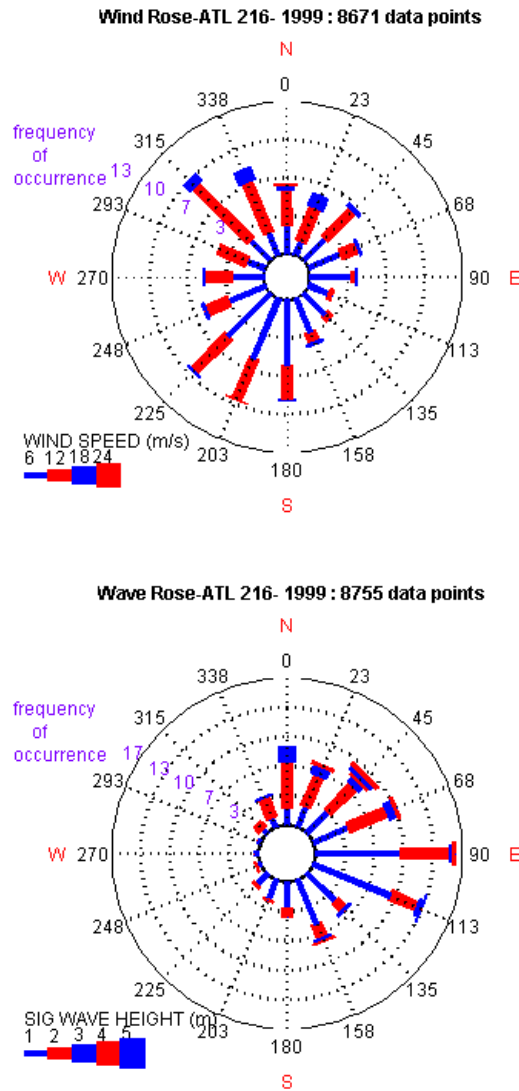 Wind Rose-ATL 216- 1999 : 8671 data points
N
0
338 23
315 45
frequency
of
occurrence 13
10
7
3
293 68
W 270 90 E
248 113
225 135
203 158
180
S
WIND SPEED (m/s)
6 12 18 24
Wave Rose-ATL 216- 1999 : 8755 data points
N
0
338 23
315 45
frequency
of
occurrence 17
13
10
7
3
293 68
W 270 90 E
248 113
225 135
203 158
180
S
SIG WAVE HEIGHT (m)
1 2 3 4 5